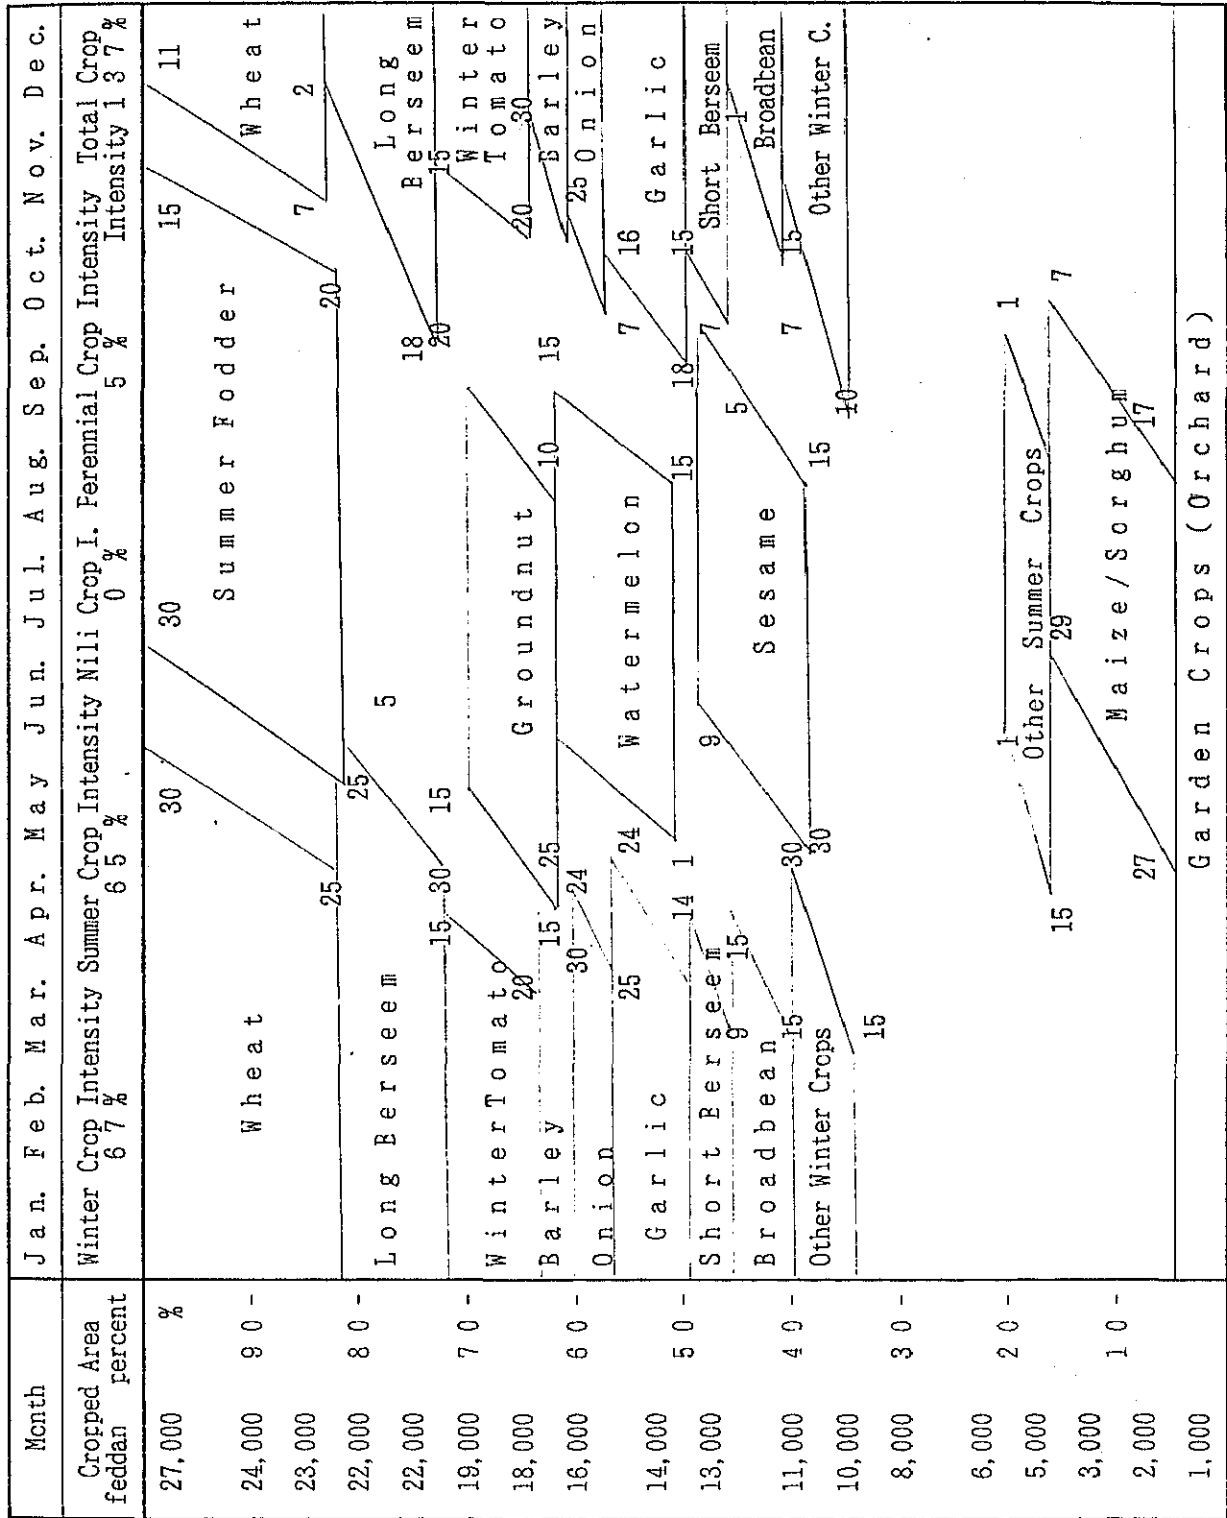 Mcnth Jan. Feb. Mar. Apr. May Jun. Jul. Aug. Sep. Oct. Nov. Dec.
Cropped Area Winter Crop Intensity Summer Crop Intensity Nili Crop I. Perennial Crop Intensity Total Crop
feddan percent 67% 65% 0% 5% Intensity 137%
27,000 % 30 30 15 11
Summer Fodder
24,000 90- Wheat Wheat
23,000 25 20 7 2
22,000 80- 25
Long Berseem 5 Long
22,000 18 Berseem
15 30 15 20 15
19,000 70- Winter
WinterTomato Tomato
18,000 20 Groundnut 20 30
Barley 15 25 10 15 Barley
16,000 60- 30 24 25
Onion Onion
25 24 Watermelon 7 16
14,000 Garlic Garlic
50- 14 1 15 18 15
13,000 Short Berseem 9 7 Short Berseem
9 15 5 1
Broadbean Sesame Broadbean
11,000 40- 15 30 7 15
Other Winter Crops 30 15 Other Winter C.
10,000 15 10
8,000 30-
6,000 20- 1 1
Other Summer Crops
5,000 15 29 7
3,000 10- Maize/Sorghum
2,000 27 17
1,000 Garden Crops (Orchard)